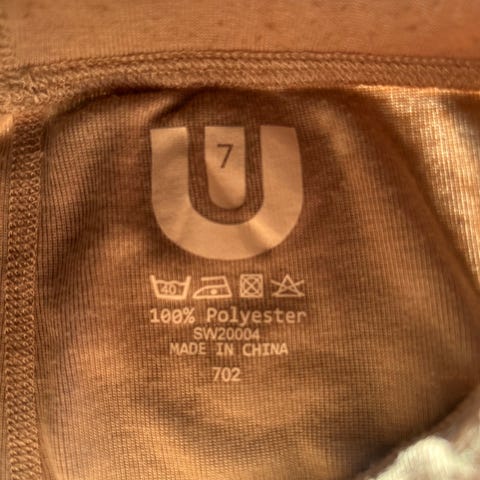 U
7
40
100% Polyester
SW20004
MADE IN CHINA
702